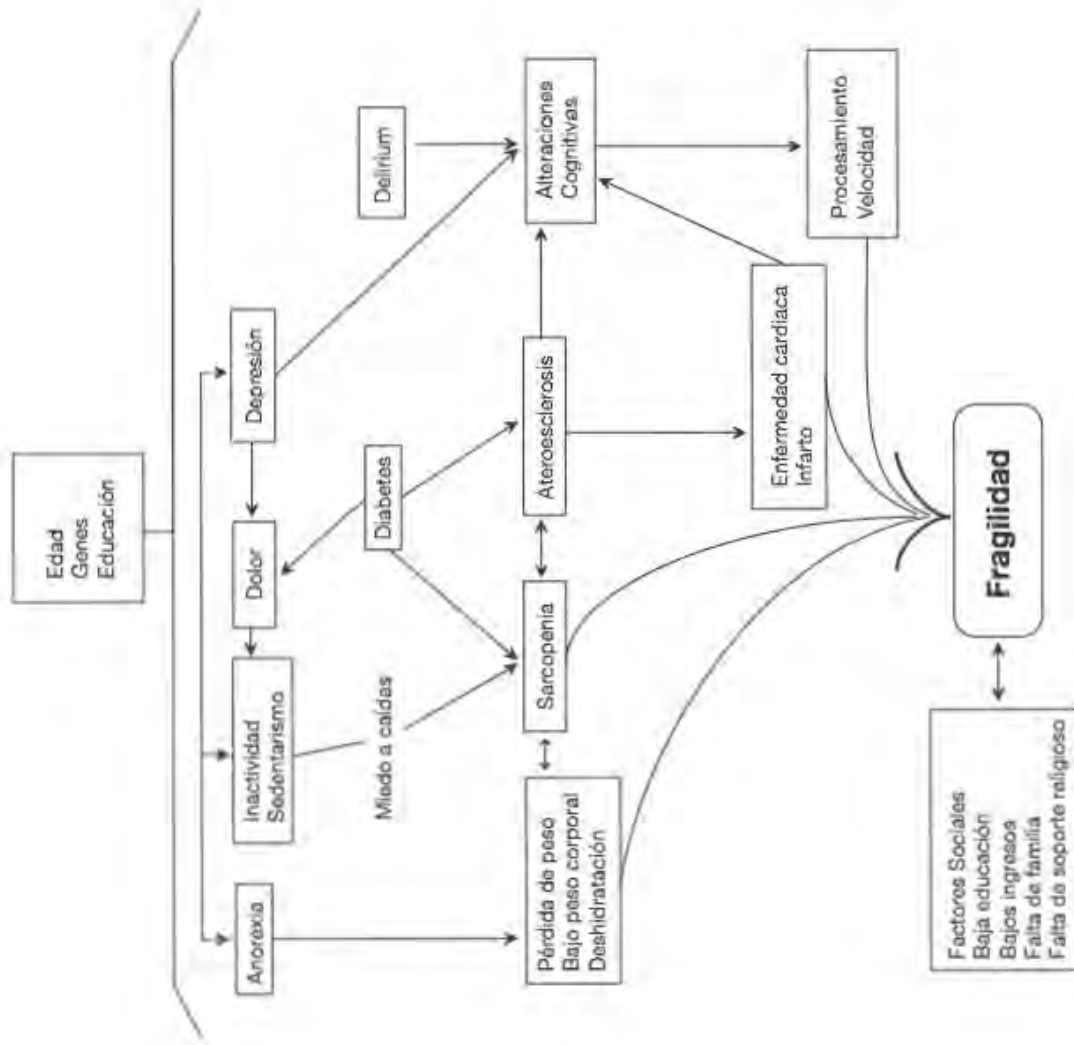 Edad
Genes
Educación
Anorexia
Inactividad
Sedentarismo
Dolor
Depresión
Miedo a caídas
Diabetes
Delirium
Pérdida de peso
Bajo peso corporal
Deshidratación
Sarcopenia
Ateroesclerosis
Alteraciones
Cognitivas
Enfermedad cardiaca
Infarto
Procesamiento
Velocidad
Factores Sociales
Baja educación
Bajos ingresos
Falta de familia
Falta de soporte religioso
Fragilidad